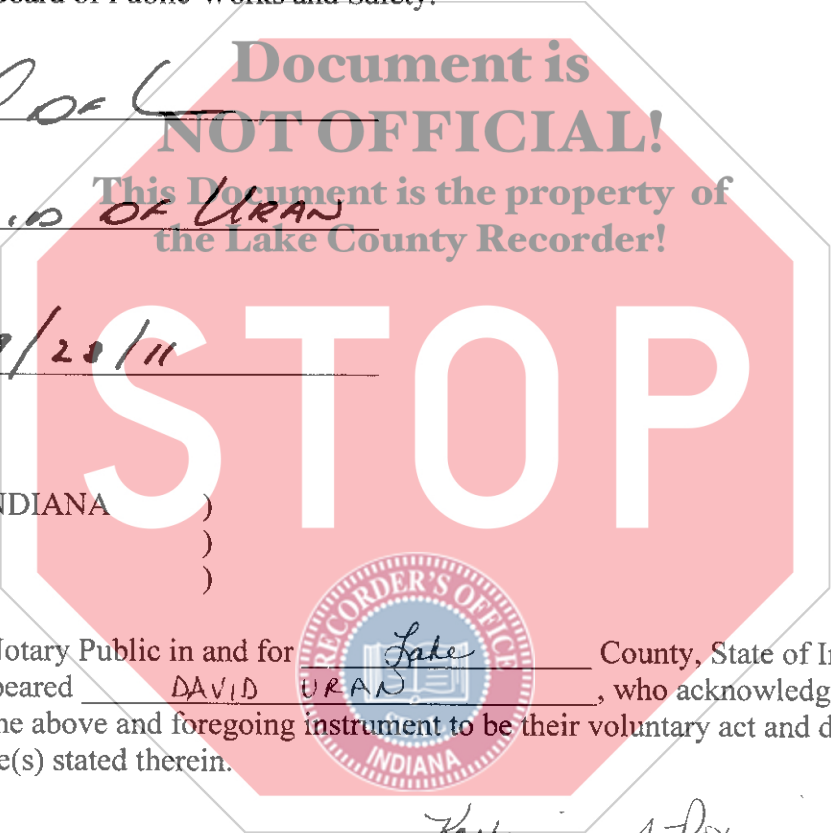 Board of Public Works and Safety.
Document is
NOT OFFICIAL!
This Document is the property of
the Lake County Recorder!
DF
DF URAN
/28/11
STOP
NDIANA )
)
)
RECORDER'S OFFICE
Notary Public in and for Lake County, State of In
peared DAVID URAN, who acknowledg
he above and foregoing instrument to be their voluntary act and d
e(s) stated therein.
INDIANA